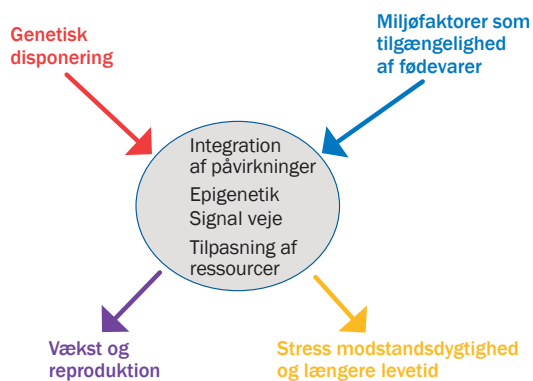 Genetisk
disponering
Miljøfaktorer som
tilgængelighed
af fødevarer
Integration
af påvirkninger
Epigenetik
Signal veje
Tilpasning af
ressourcer
Vækst og
reproduktion
Stress modstandsdygtighed
og længere levetid